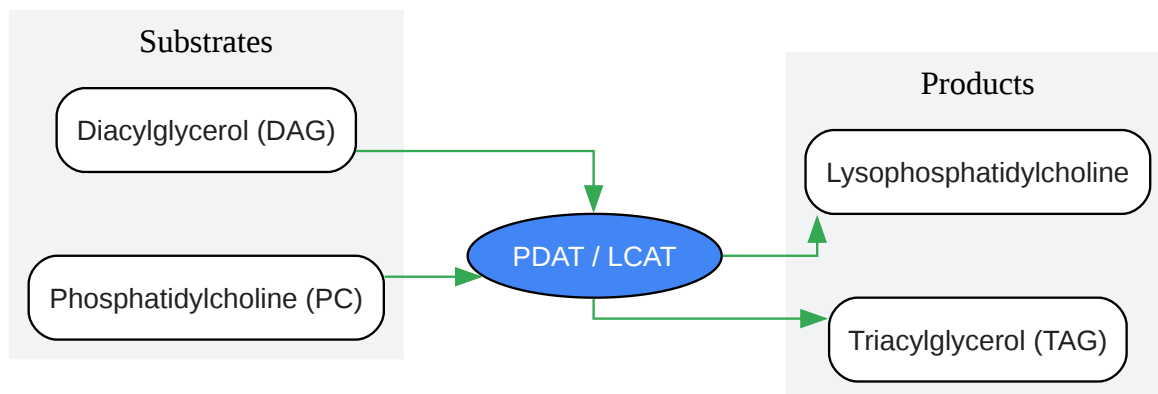 Substrates
Diacylglycerol (DAG)
Phosphatidylcholine (PC)
PDAT / LCAT
Products
Lysophosphatidylcholine
Triacylglycerol (TAG)